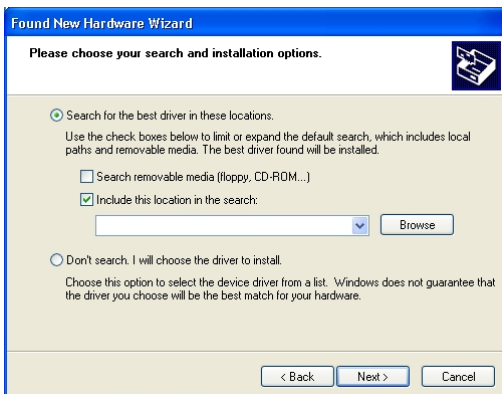 Found New Hardware Wizard
Please choose your search and installation options.
Search for the best driver in these locations.
Use the check boxes below to limit or expand the default search, which includes local
paths and removable media. The best driver found will be installed.
Search removable media (floppy, CD-ROM...)
Include this location in the search:
Browse
Don't search. I will choose the driver to install.
Choose this option to select the device driver from a list. Windows does not guarantee that
the driver you choose will be the best match for your hardware.
< Back Next > Cancel